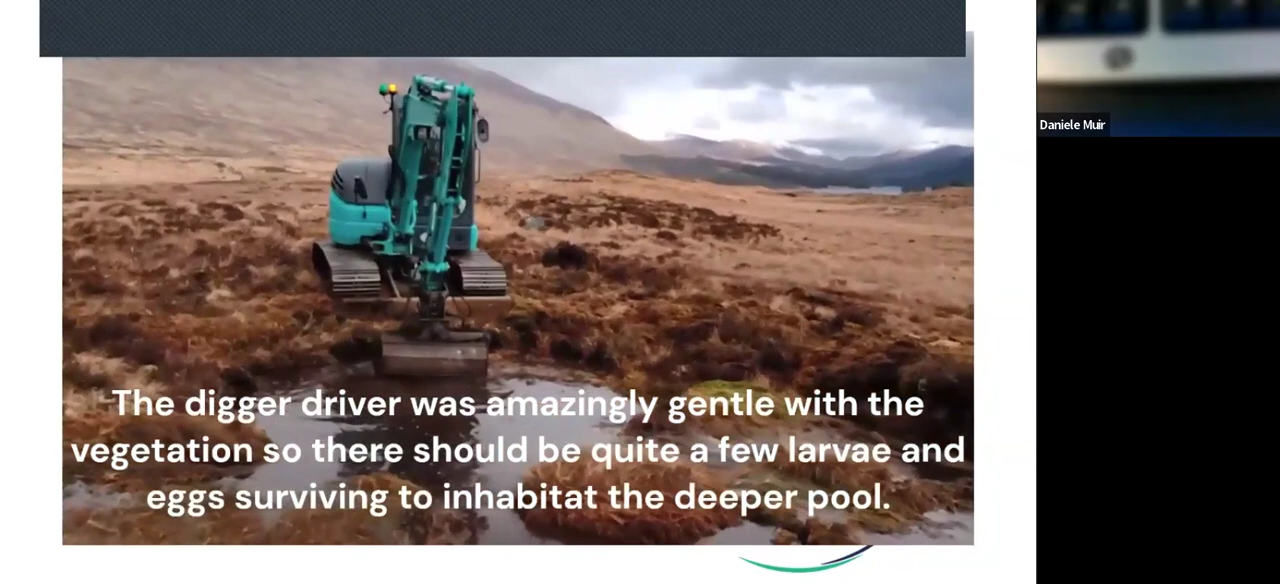 Daniele Muir
The digger driver was amazingly gentle with the
vegetation so there should be quite a few larvae and
eggs surviving to inhabitat the deeper pool.